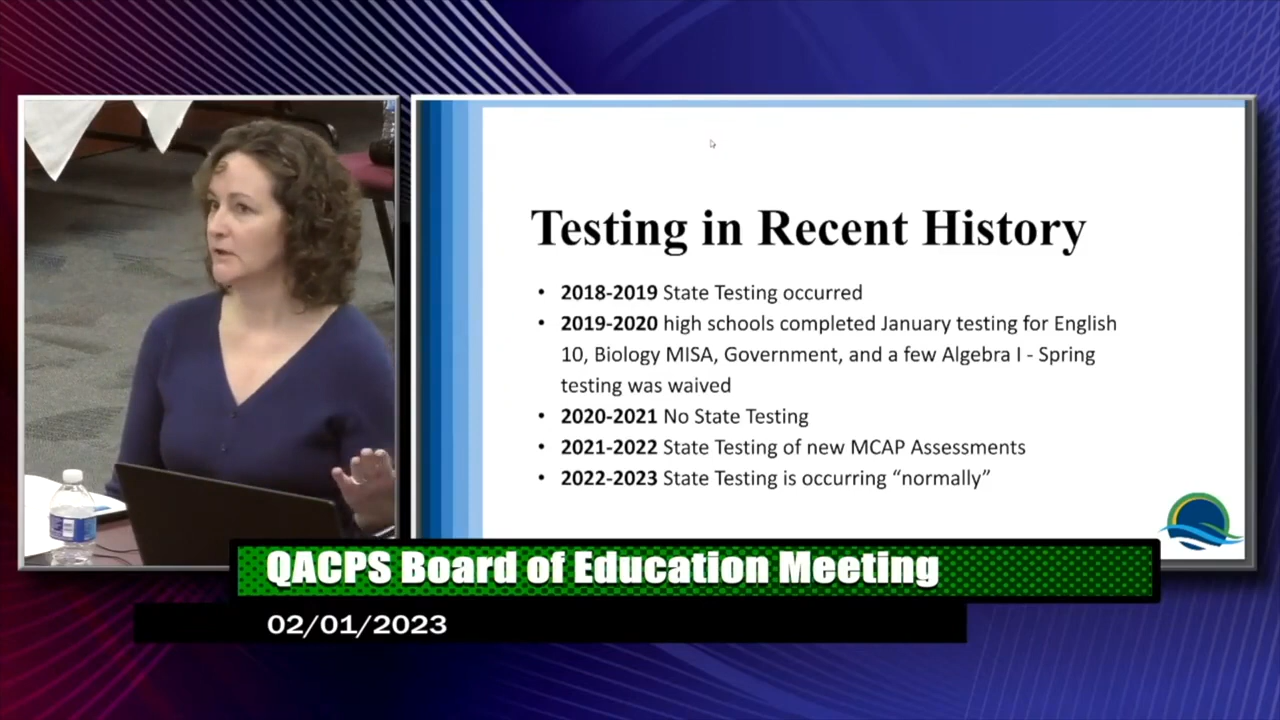 Testing in Recent History
• 2018-2019 State Testing occurred
• 2019-2020 high schools completed January testing for English
10, Biology MISA, Government, and a few Algebra I - Spring
testing was waived
• 2020-2021 No State Testing
• 2021-2022 State Testing of new MCAP Assessments
• 2022-2023 State Testing is occurring “normally”
QACPS Board of Education Meeting
02/01/2023